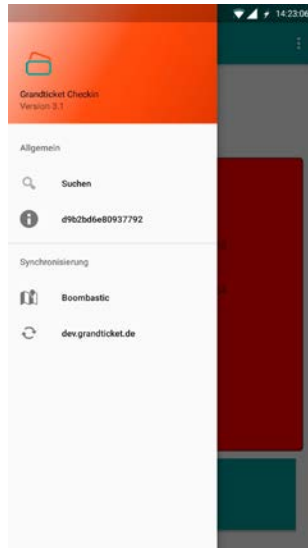 14:23:06
Grandticket Checkin
Version 3.1
Allgemein
Suchen
d9b2bd6e80937792
Synchronisierung
Boombastic
dev.grandticket.de